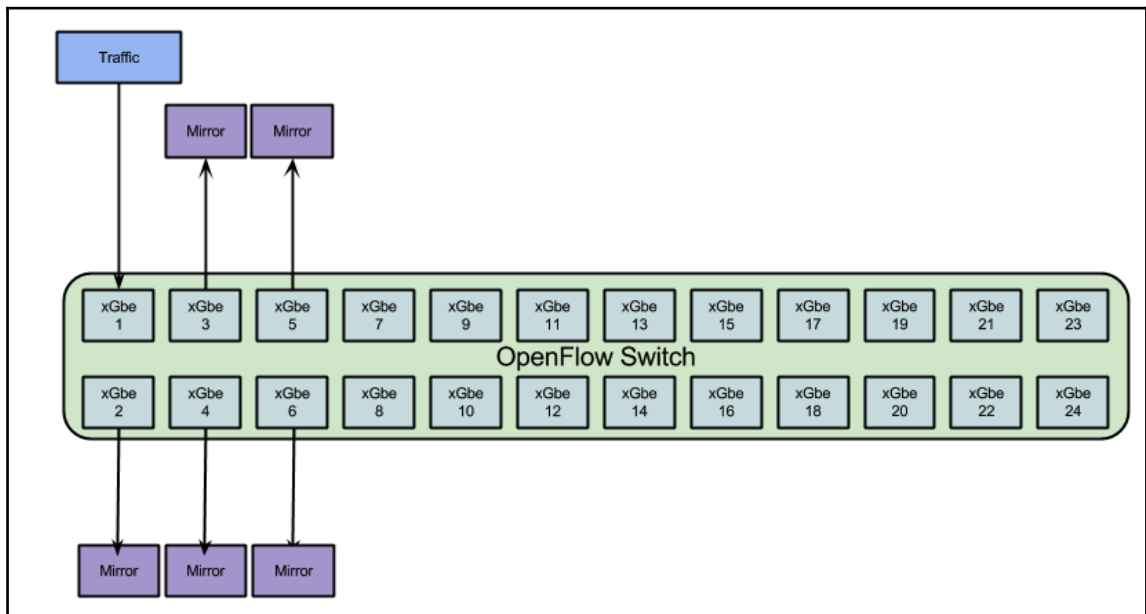 Traffic
Mirror Mirror
xGbe xGbe xGbe xGbe xGbe xGbe xGbe xGbe xGbe xGbe xGbe xGbe
1 3 5 7 9 11 13 15 17 19 21 23
OpenFlow Switch
xGbe xGbe xGbe xGbe xGbe xGbe xGbe xGbe xGbe xGbe xGbe xGbe
2 4 6 8 10 12 14 16 18 20 22 24
Mirror Mirror Mirror